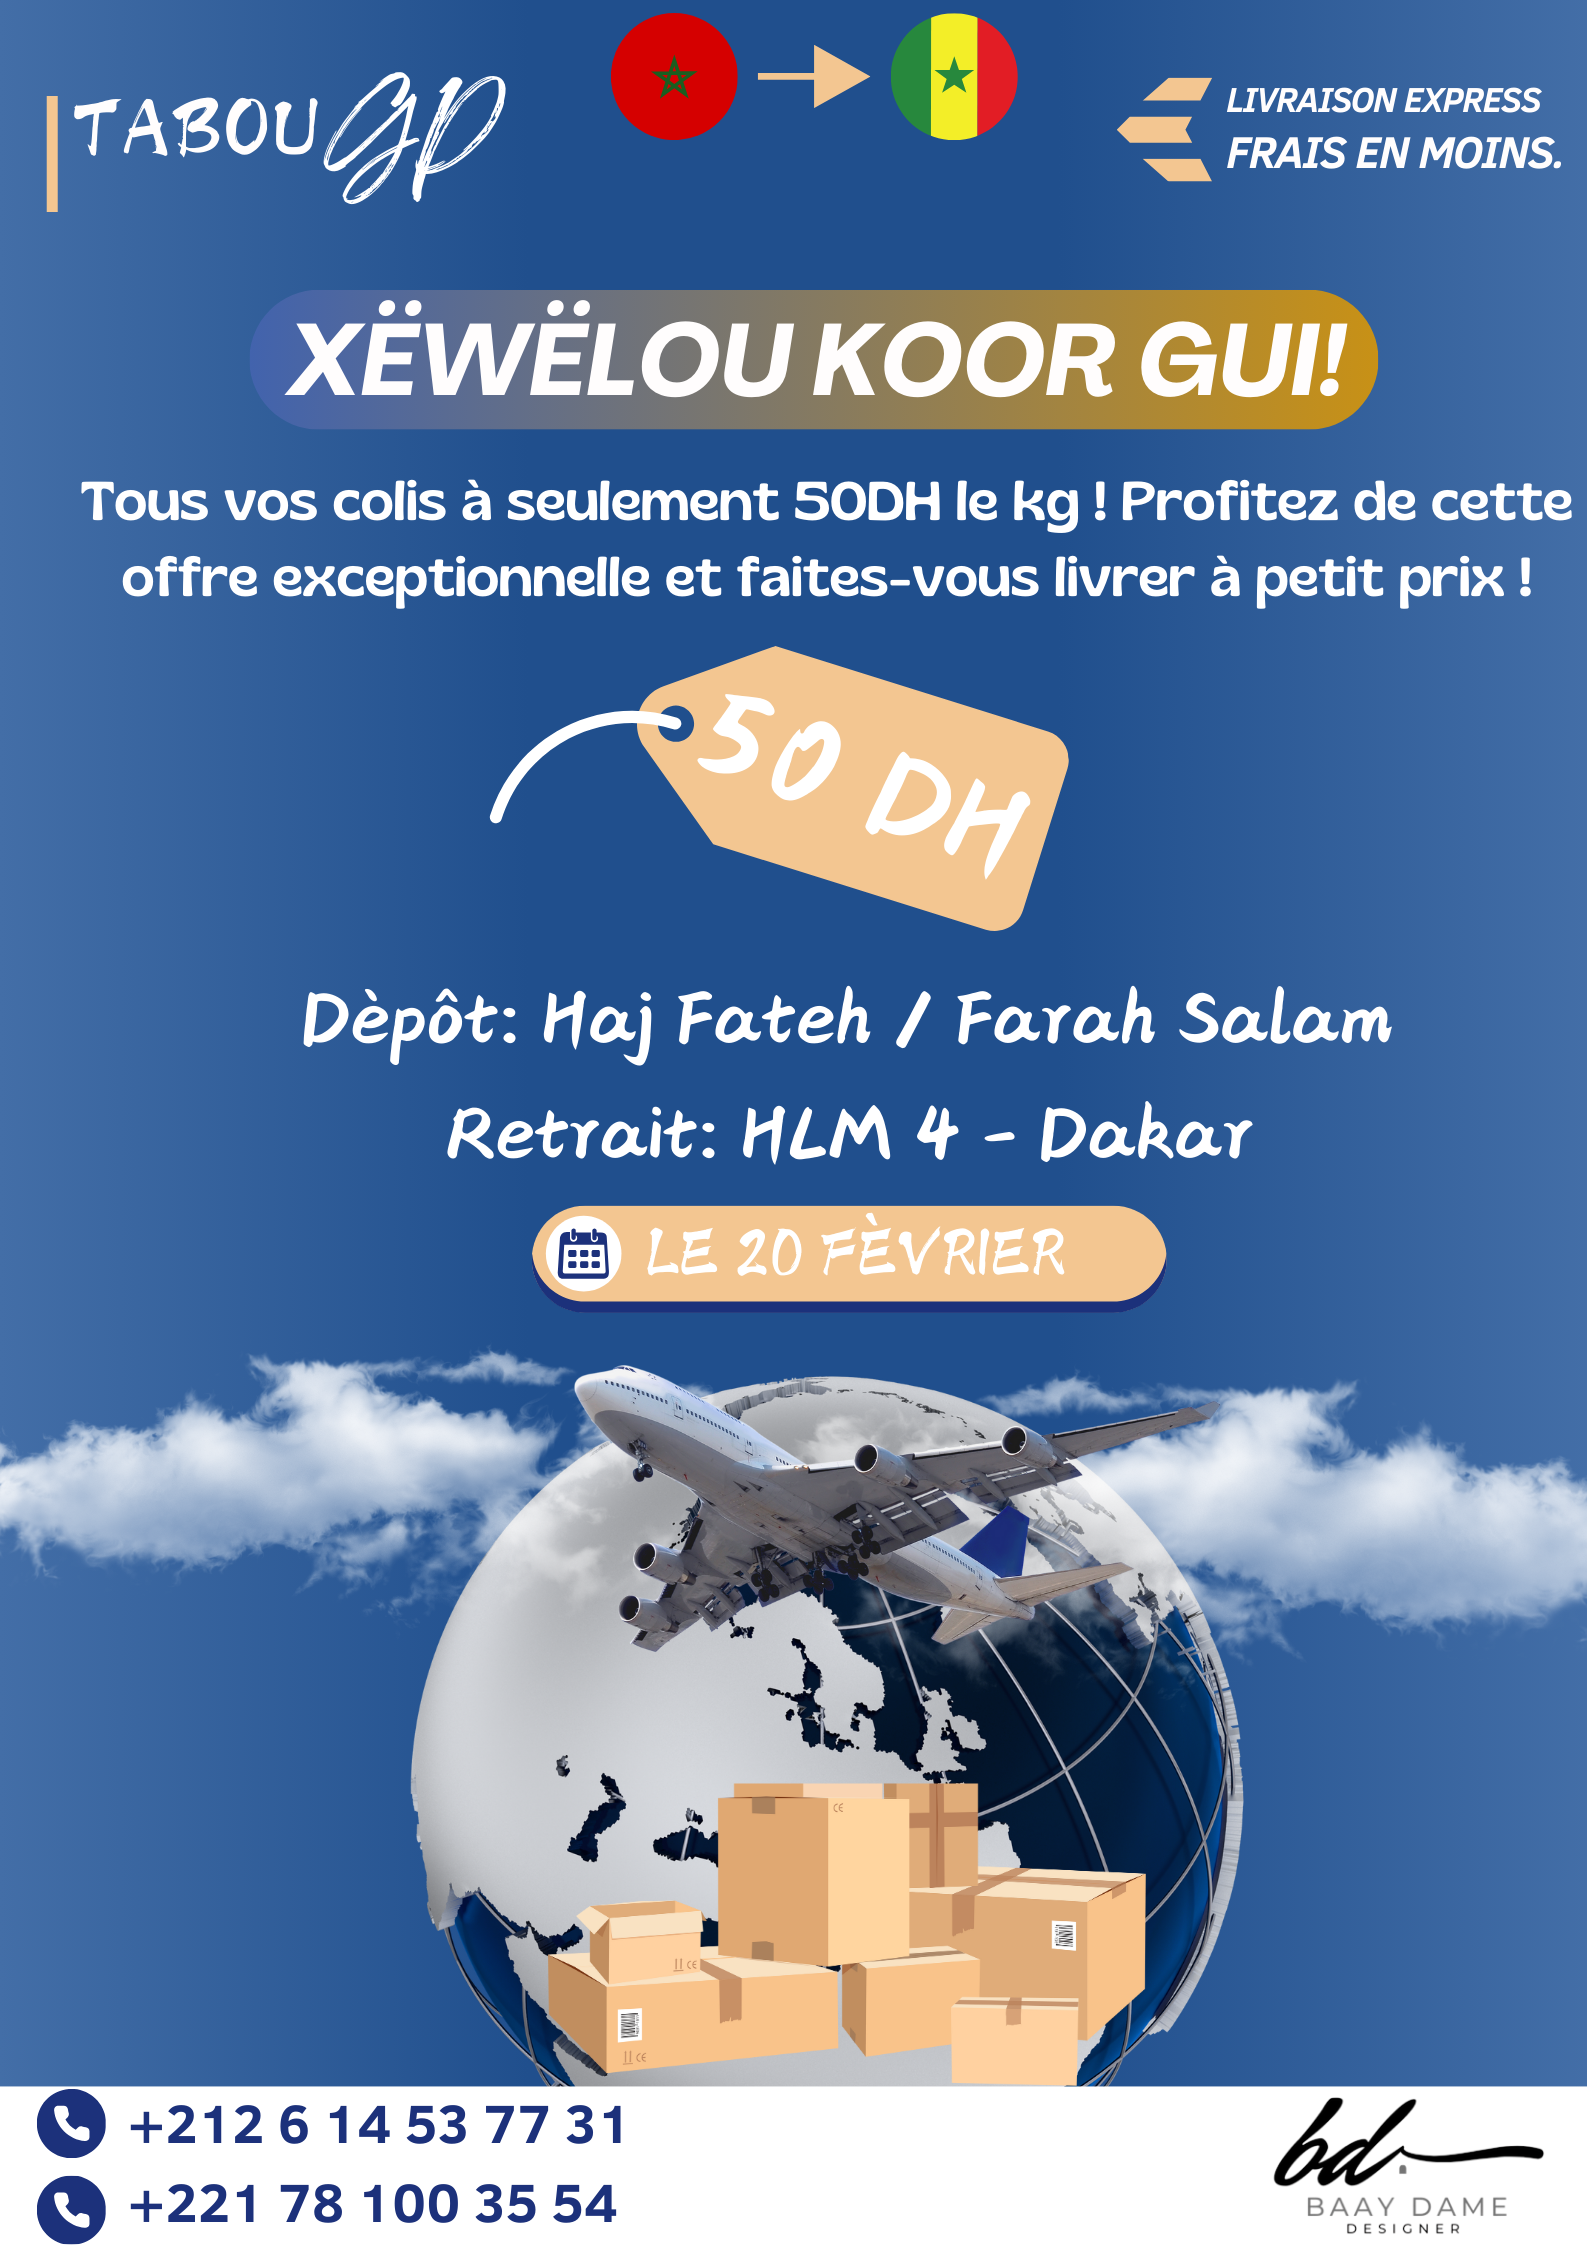 TABOU GP
LIVRAISON EXPRESS
FRAIS EN MOINS.
XËWËLOU KOOR GUI!
Tous vos colis à seulement 50DH le kg ! Profitez de cette
offre exceptionnelle et faites-vous livrer à petit prix !
50 DH
Dèpôt: Haj Fateh / Farah Salam
Retrait: HLM 4 - Dakar
LE 20 FÈVRIER
+212 6 14 53 77 31
+221 78 100 35 54
bd.
BAAY DAME
DESIGNER